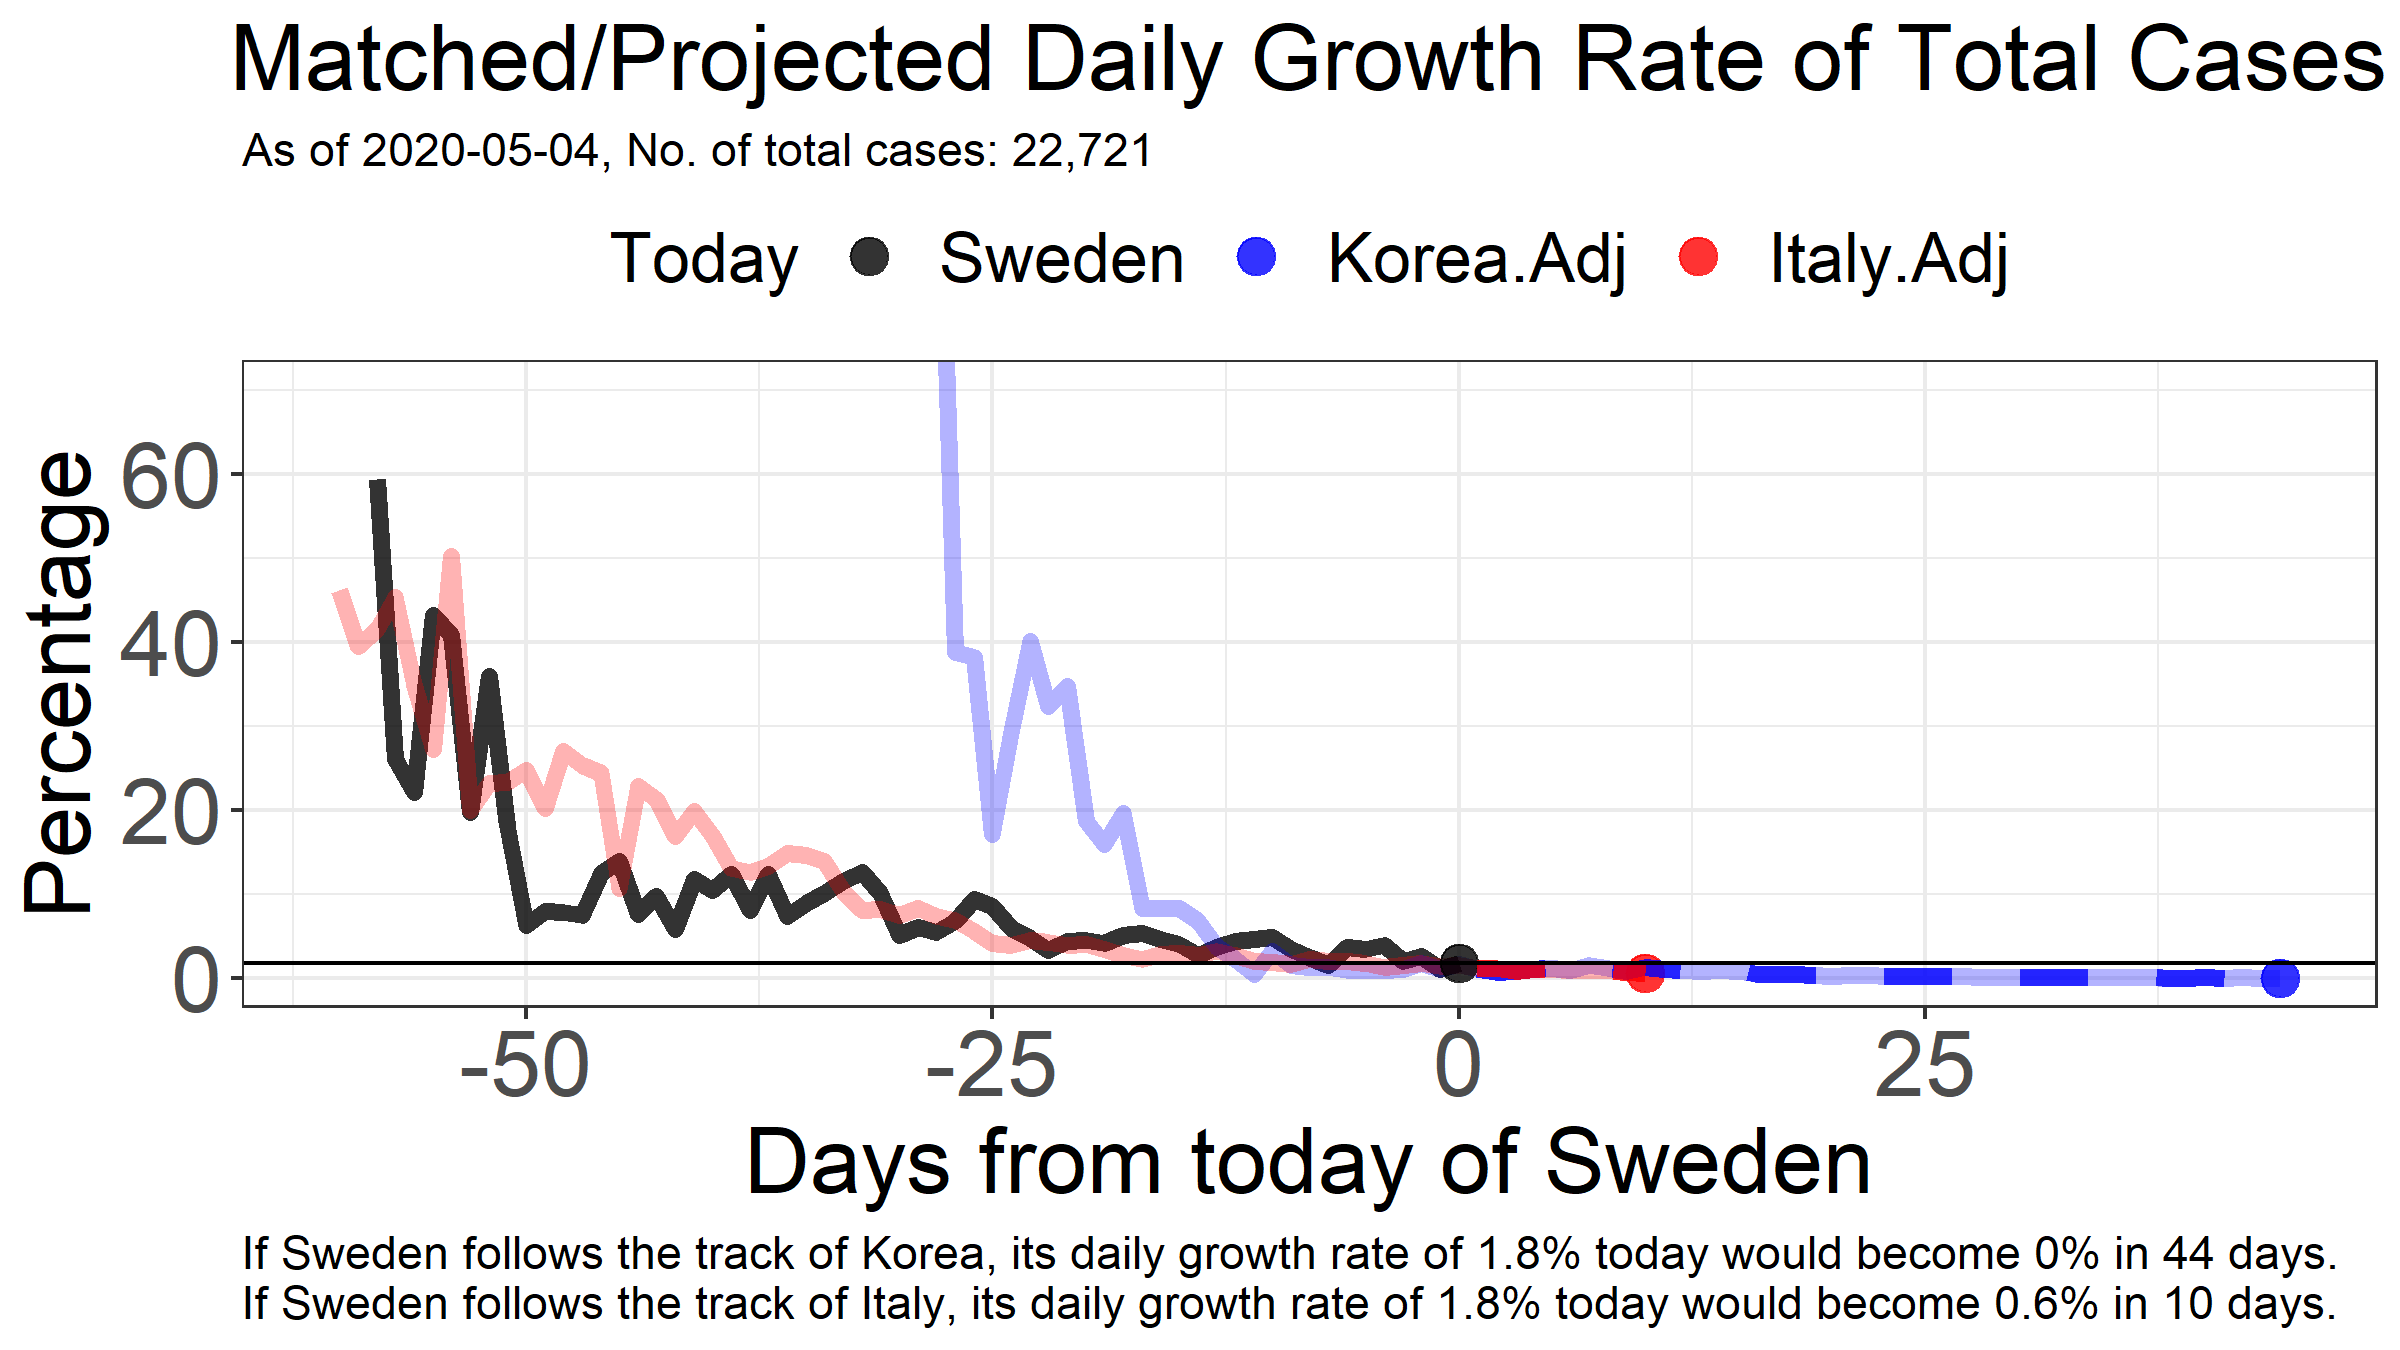 Matched/Projected Daily Growth Rate of Total Cases
As of 2020-05-04, No. of total cases: 22,721
Today Sweden Korea.Adj Italy.Adj
Percentage
60
40
20
0
-50 -25 0 25
Days from today of Sweden
If Sweden follows the track of Korea, its daily growth rate of 1.8% today would become 0% in 44 days.
If Sweden follows the track of Italy, its daily growth rate of 1.8% today would become 0.6% in 10 days.